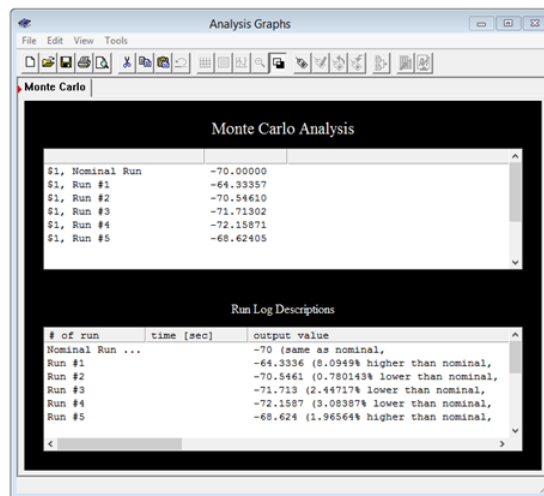 Analysis Graphs
File Edit View Tools
Monte Carlo
Monte Carlo Analysis
$1, Nominal Run -70.00000
$1, Run #1 -64.33357
$1, Run #2 -70.54610
$1, Run #3 -71.71302
$1, Run #4 -72.15871
$1, Run #5 -68.62405
Run Log Descriptions
# of run time [sec] output value
Nominal Run ... -70 (same as nominal,
Run #1 -64.3336 (8.0949% higher than nominal,
Run #2 -70.5461 (0.780143% lower than nominal,
Run #3 -71.713 (2.44717% lower than nominal,
Run #4 -72.1587 (3.08387% lower than nominal,
Run #5 -68.624 (1.96564% higher than nominal,